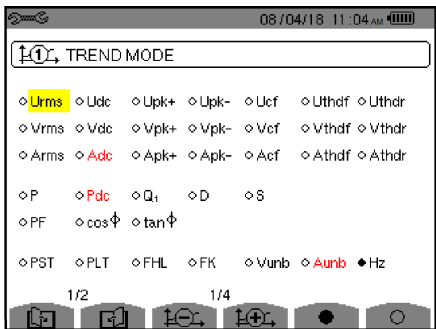 08/04/18 11:04 AM
1 TREND MODE
Urms Udc Upk+ Upk- Ucf Uthdf Uthdr
Vrms Vdc Vpk+ Vpk- Vcf Vthdf Vthdr
Arms Adc Apk+ Apk- Acf Athdf Athdr
P Pdc Q₁ D S
PF cosΦ tanΦ
PST PLT FHL FK Vunb Aunb Hz
1/2 1/4